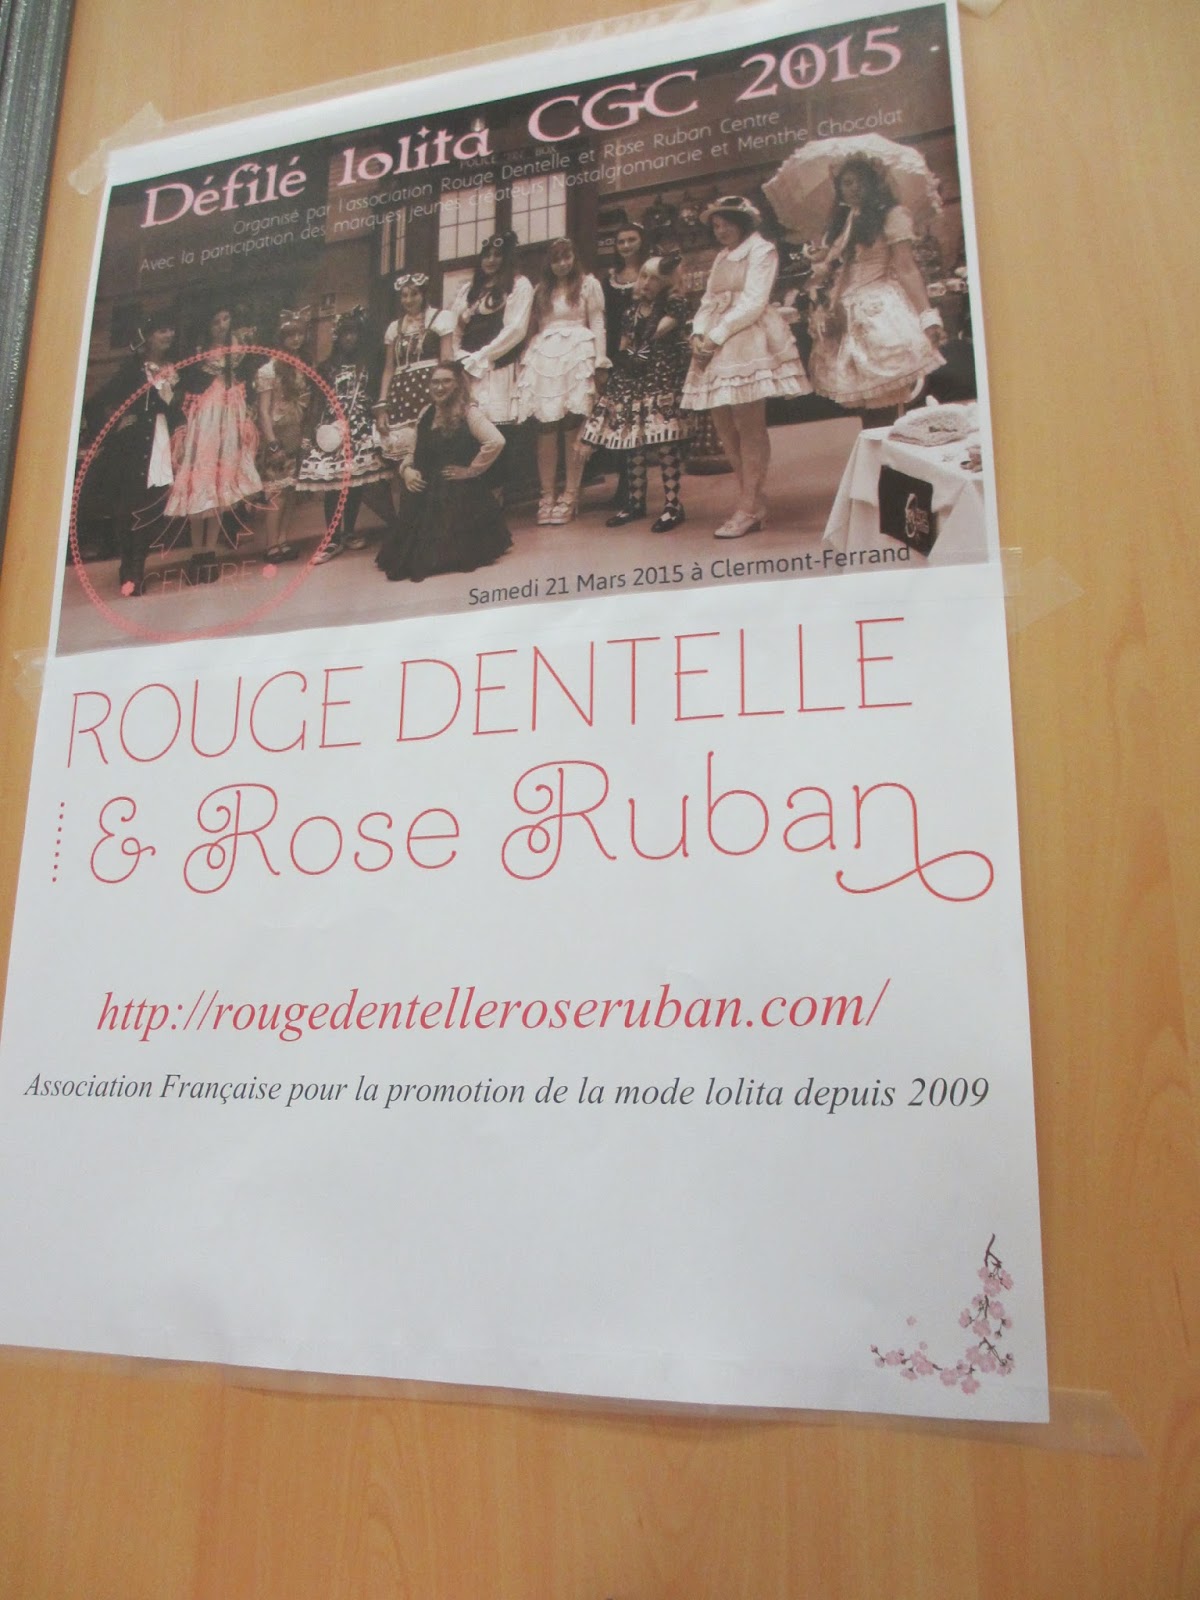 Défilé lolita CGC 2015
Organisé par l'association Rouge Dentelle et Rose Ruban Centre
Avec la participation des marques jeunes créateurs Nostalgromancie et Menthe Chocolat
CENTRE
Samedi 21 Mars 2015 à Clermont-Ferrand
ROUGE DENTELLE
& Rose Ruban
http://rougedentelleroseruban.com/
Association Française pour la promotion de la mode lolita depuis 2009